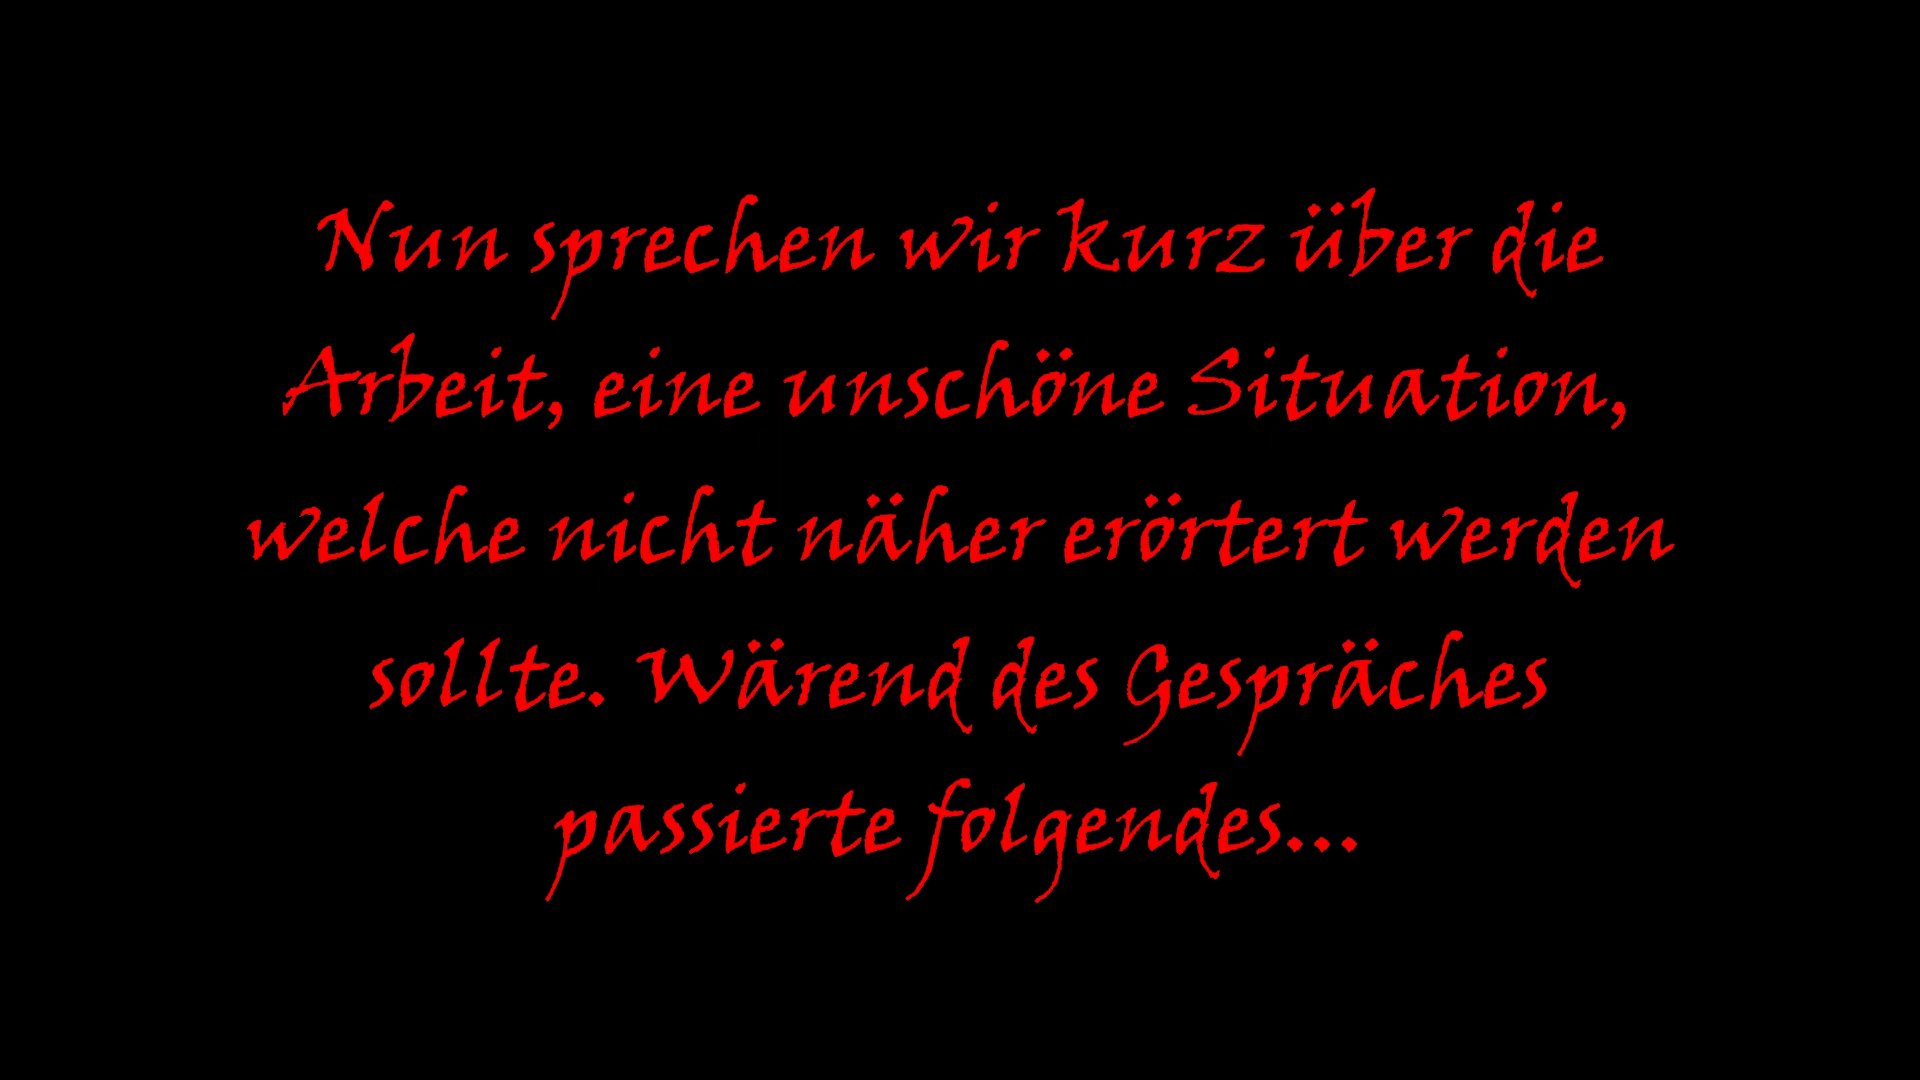 Nun sprechen wir kurz über die
Arbeit, eine unschöne Situation,
welche nicht näher erörtert werden
sollte. Wärend des Gespräches
passierte folgendes...